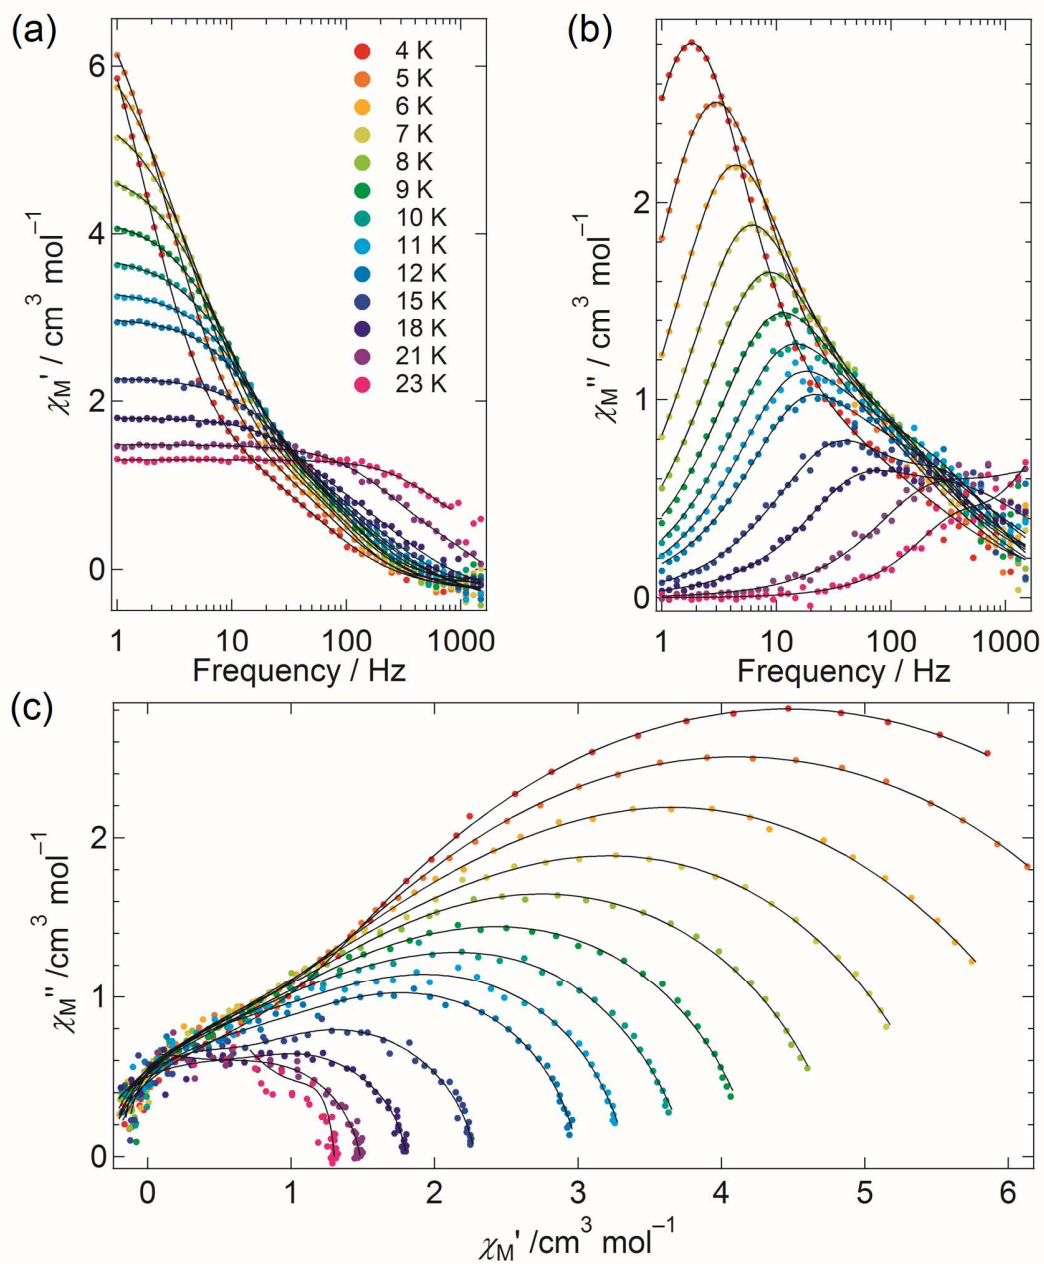 (a)
6
4
2
0
χM' / cm³ mol⁻¹
4 K
5 K
6 K
7 K
8 K
9 K
10 K
11 K
12 K
15 K
18 K
21 K
23 K
1 10 100 1000
Frequency / Hz
(b)
2
1
0
χM'' / cm³ mol⁻¹
1 10 100 1000
Frequency / Hz
(c)
2
1
0
χM'' /cm³ mol⁻¹
0 1 2 3 4 5 6
χM' /cm³ mol⁻¹